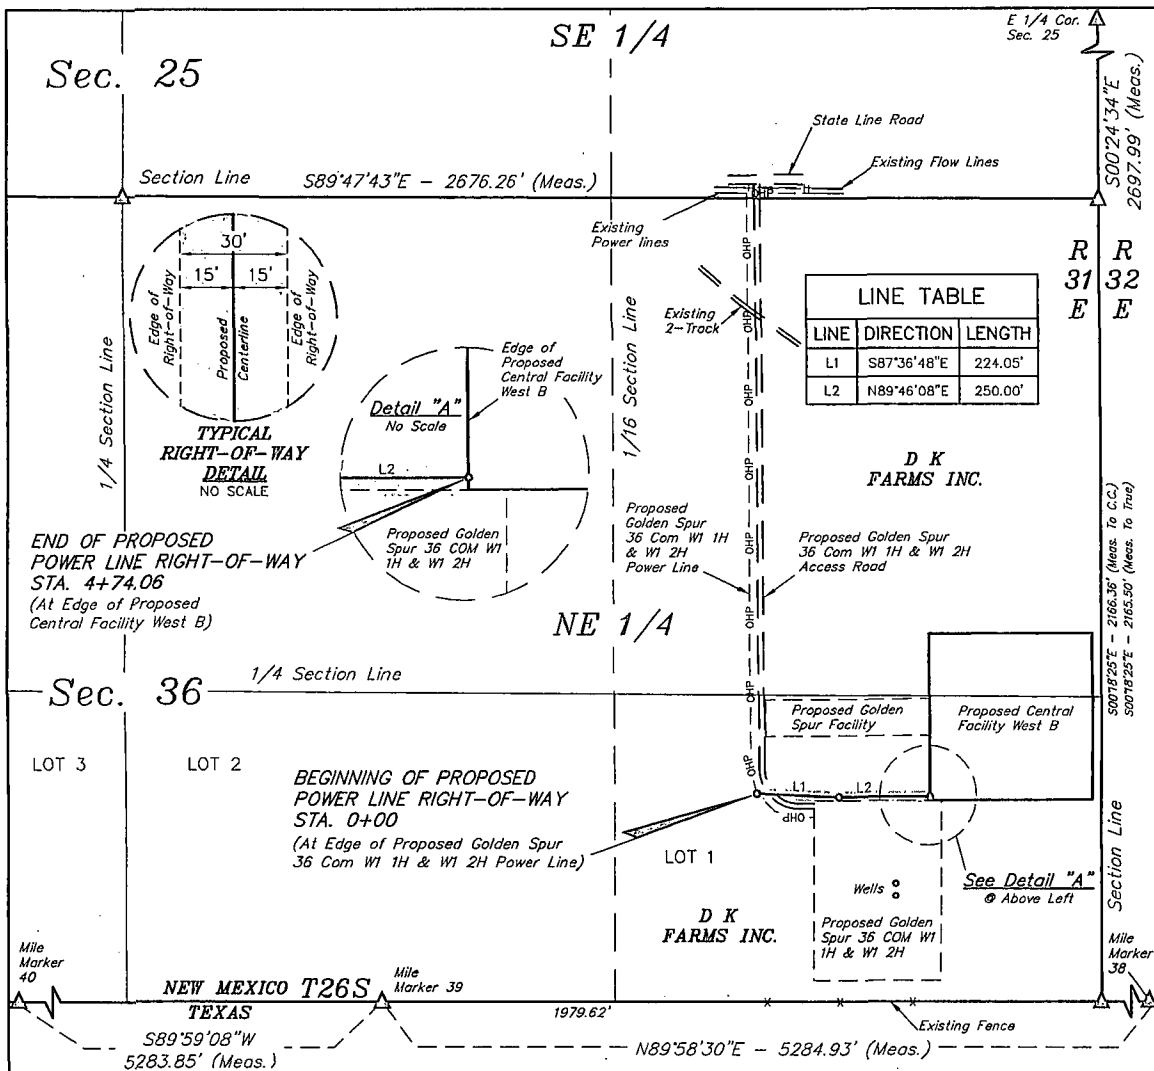 SE 1/4
E 1/4 Cor.
Sec. 25
Sec. 25
S00°24'34"E
2697.99' (Meas.)
State Line Road
Existing Flow Lines
Section Line
S89°47'43"E - 2676.26' (Meas.)
Existing
Power lines
OHP
R R
31 32
E E
30'
15' 15'
Edge of
Right-of-Way
Proposed
Centerline
Edge of
Right-of-Way
TYPICAL
RIGHT-OF-WAY
DETAIL
NO SCALE
1/4 Section Line
Existing
2-Track
OHP
OHP
LINE TABLE
LINE DIRECTION LENGTH
L1 S87°36'48"E 224.05'
L2 N89°46'08"E 250.00'
Edge of
Proposed
Central Facility
West B
Detail "A"
No Scale
L2
Proposed Golden
Spur 36 COM W1
1H & W1 2H
1/16 Section Line
OHP
OHP
D K
FARMS INC.
END OF PROPOSED
POWER LINE RIGHT-OF-WAY
STA. 4+74.06
(At Edge of Proposed
Central Facility West B)
Proposed
Golden Spur
36 Com W1 1H
& W1 2H
Power Line
OHP
Proposed Golden Spur
36 Com W1 1H & W1 2H
Access Road
S00°18'25"E - 2166.36' (Meas. To C.C.)
S00°18'25"E - 2165.50' (Meas. To True)
OHP
NE 1/4
1/4 Section Line
Sec. 36
OHP
Proposed Golden
Spur Facility
Proposed Central
Facility West B
LOT 3
LOT 2
BEGINNING OF PROPOSED
POWER LINE RIGHT-OF-WAY
STA. 0+00
(At Edge of Proposed Golden Spur
36 Com W1 1H & W1 2H Power Line)
OHP
L1
L2
OHP
LOT 1
Wells
See Detail "A"
@ Above Left
Section Line
D K
FARMS INC.
Proposed Golden
Spur 36 COM W1
1H & W1 2H
Mile
Marker
40
NEW MEXICO T26S
TEXAS
Mile
Marker 39
Mile
Marker
38
1979.62'
Existing Fence
S89°59'08"W
5283.85' (Meas.)
N89°58'30"E - 5284.93' (Meas.)